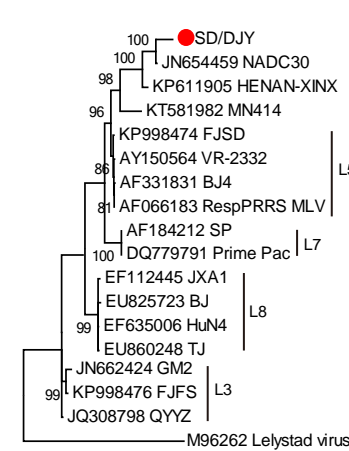 100
SD/DJY
100
JN654459 NADC30
98
KP611905 HENAN-XINX
96
KT581982 MN414
KP998474 FJSD
AY150564 VR-2332
86
AF331831 BJ4
81
AF066183 RespPRRS MLV
AF184212 SP
L7
100
DQ779791 Prime Pac
EF112445 JXA1
EU825723 BJ
L8
99
EF635006 HuN4
EU860248 TJ
JN662424 GM2
99
KP998476 FJFS
L3
JQ308798 QYYZ
M96262 Lelystad virus